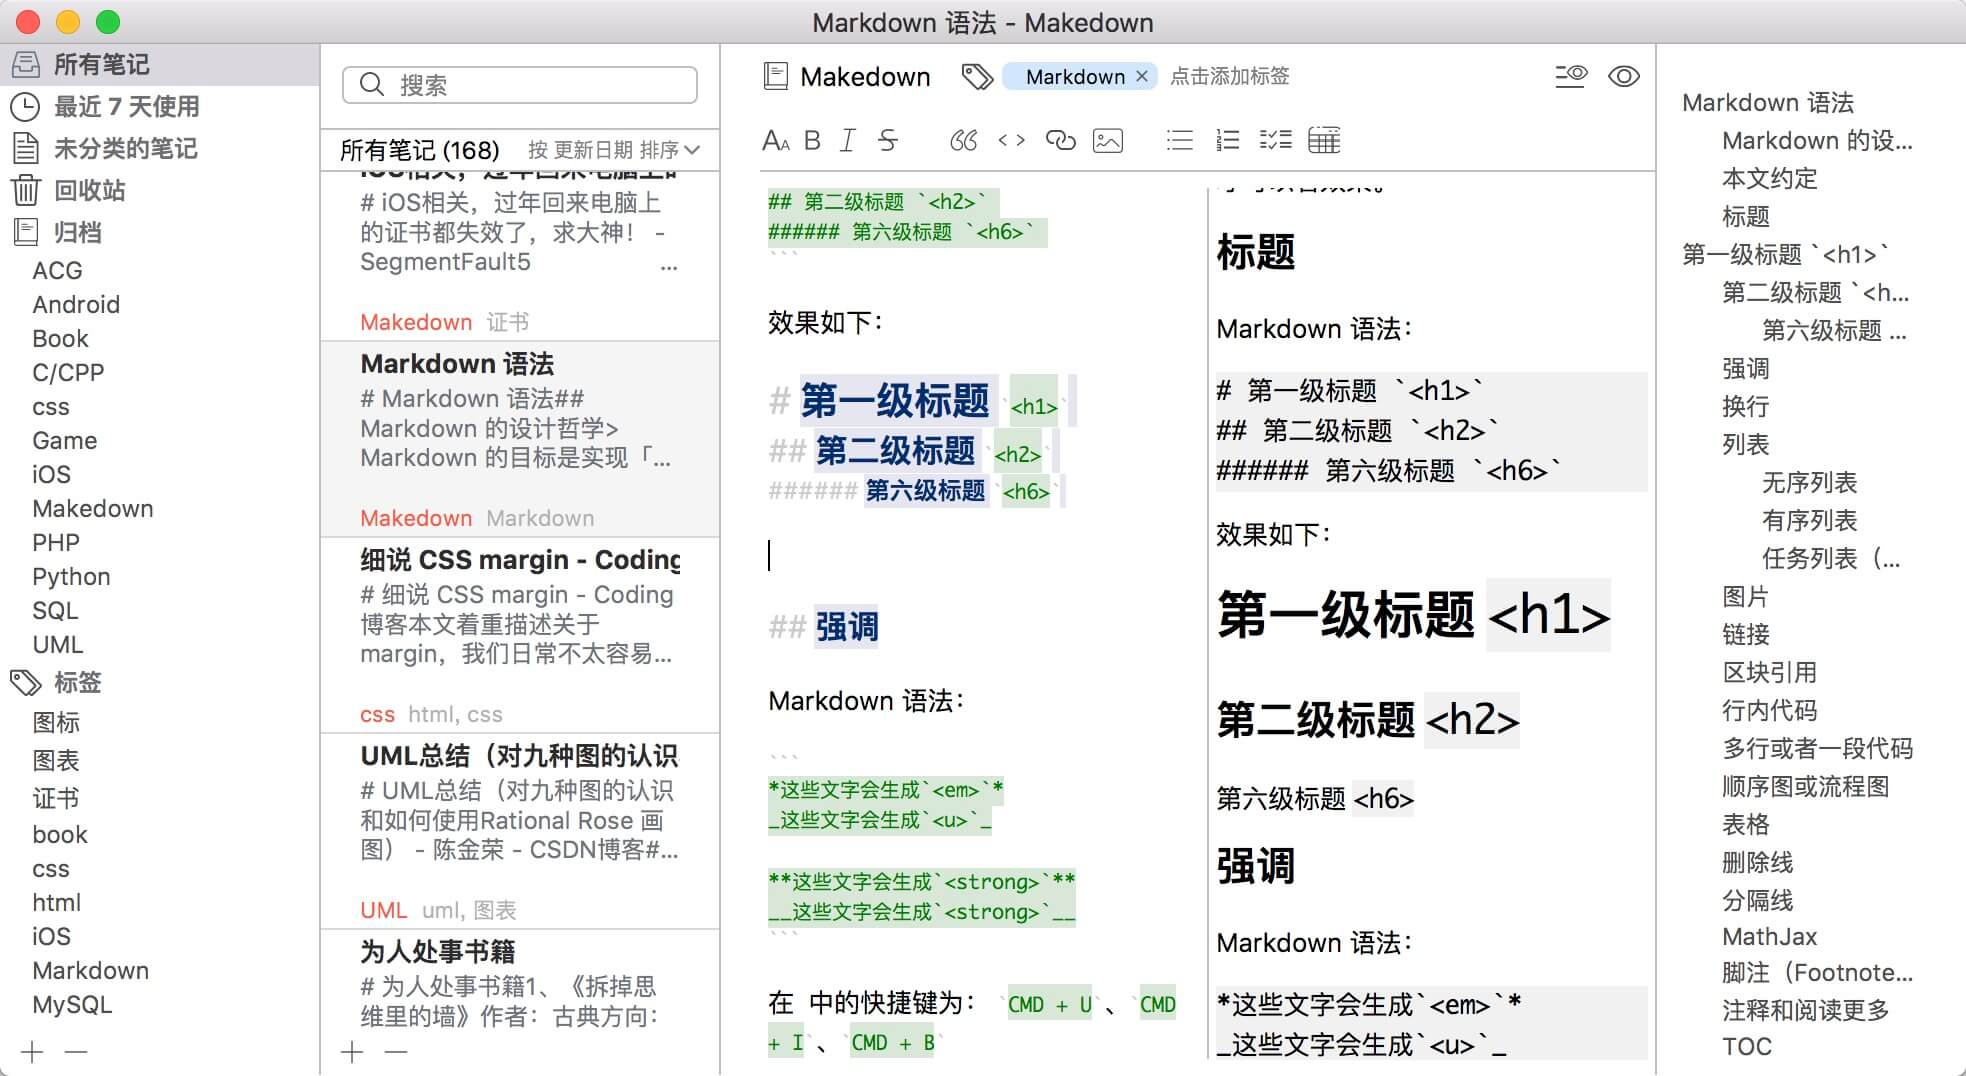 Markdown 语法 - Makedown
所有笔记
最近 7 天使用
未分类的笔记
回收站
归档
ACG
Android
Book
C/CPP
css
Game
iOS
Makedown
PHP
Python
SQL
UML
标签
图标
图表
证书
book
css
html
iOS
Markdown
MySQL
搜索
所有笔记 (168) 按 更新日期 排序
iOS相关，过年回来电脑上的
# iOS相关，过年回来电脑上
的证书都失效了，求大神！ -
SegmentFault5 ...
Makedown 证书
Markdown 语法
# Markdown 语法##
Markdown 的设计哲学>
Markdown 的目标是实现「...
Makedown Markdown
细说 CSS margin - Coding
# 细说 CSS margin - Coding
博客本文着重描述关于
margin，我们日常不太容易...
css html, css
UML总结（对九种图的认识
# UML总结（对九种图的认识
和如何使用Rational Rose 画
图） - 陈金荣 - CSDN博客#...
UML uml, 图表
为人处事书籍
# 为人处事书籍1、《拆掉思
维里的墙》作者：古典方向：
Makedown Markdown × 点击添加标签
## 第二级标题 `<h2>`
###### 第六级标题 `<h6>`
```
效果如下：
# 第一级标题 `<h1>`
## 第二级标题 `<h2>`
###### 第六级标题 `<h6>`
## 强调
Markdown 语法：
```
*这些文字会生成`<em>`*
_这些文字会生成`<u>`_
**这些文字会生成`<strong>`**
__这些文字会生成`<strong>`__
```
在 中的快捷键为： `CMD + U`、`CMD
+ I`、`CMD + B`
标题
Markdown 语法：
# 第一级标题 `<h1>`
## 第二级标题 `<h2>`
###### 第六级标题 `<h6>`
效果如下：
第一级标题 <h1>
第二级标题 <h2>
第六级标题 <h6>
强调
Markdown 语法：
*这些文字会生成`<em>`*
_这些文字会生成`<u>`_
Markdown 语法
Markdown 的设...
本文约定
标题
第一级标题 `<h1>`
第二级标题 `<h...
第六级标题 ...
强调
换行
列表
无序列表
有序列表
任务列表（...
图片
链接
区块引用
行内代码
多行或者一段代码
顺序图或流程图
表格
删除线
分隔线
MathJax
脚注（Footnote...
注释和阅读更多
TOC